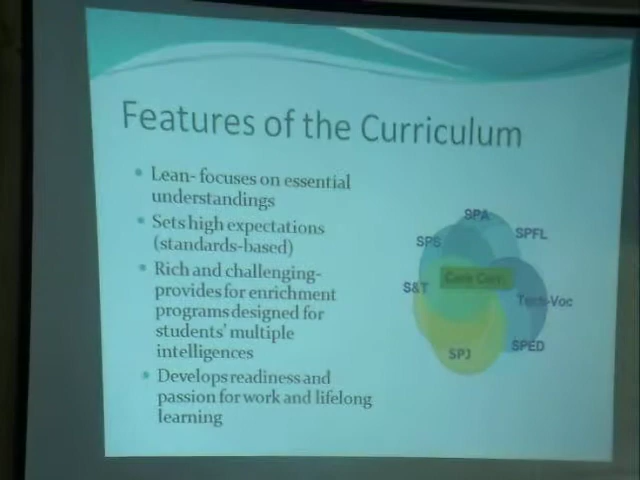 Features of the Curriculum
• Lean- focuses on essential
understandings
• Sets high expectations
(standards-based)
• Rich and challenging-
provides for enrichment
programs designed for
students' multiple
intelligences
• Develops readiness and
passion for work and lifelong
learning
SPA
SPFL
SPS
Core Curr.
S&T
Tech-Voc
SPED
SPJ